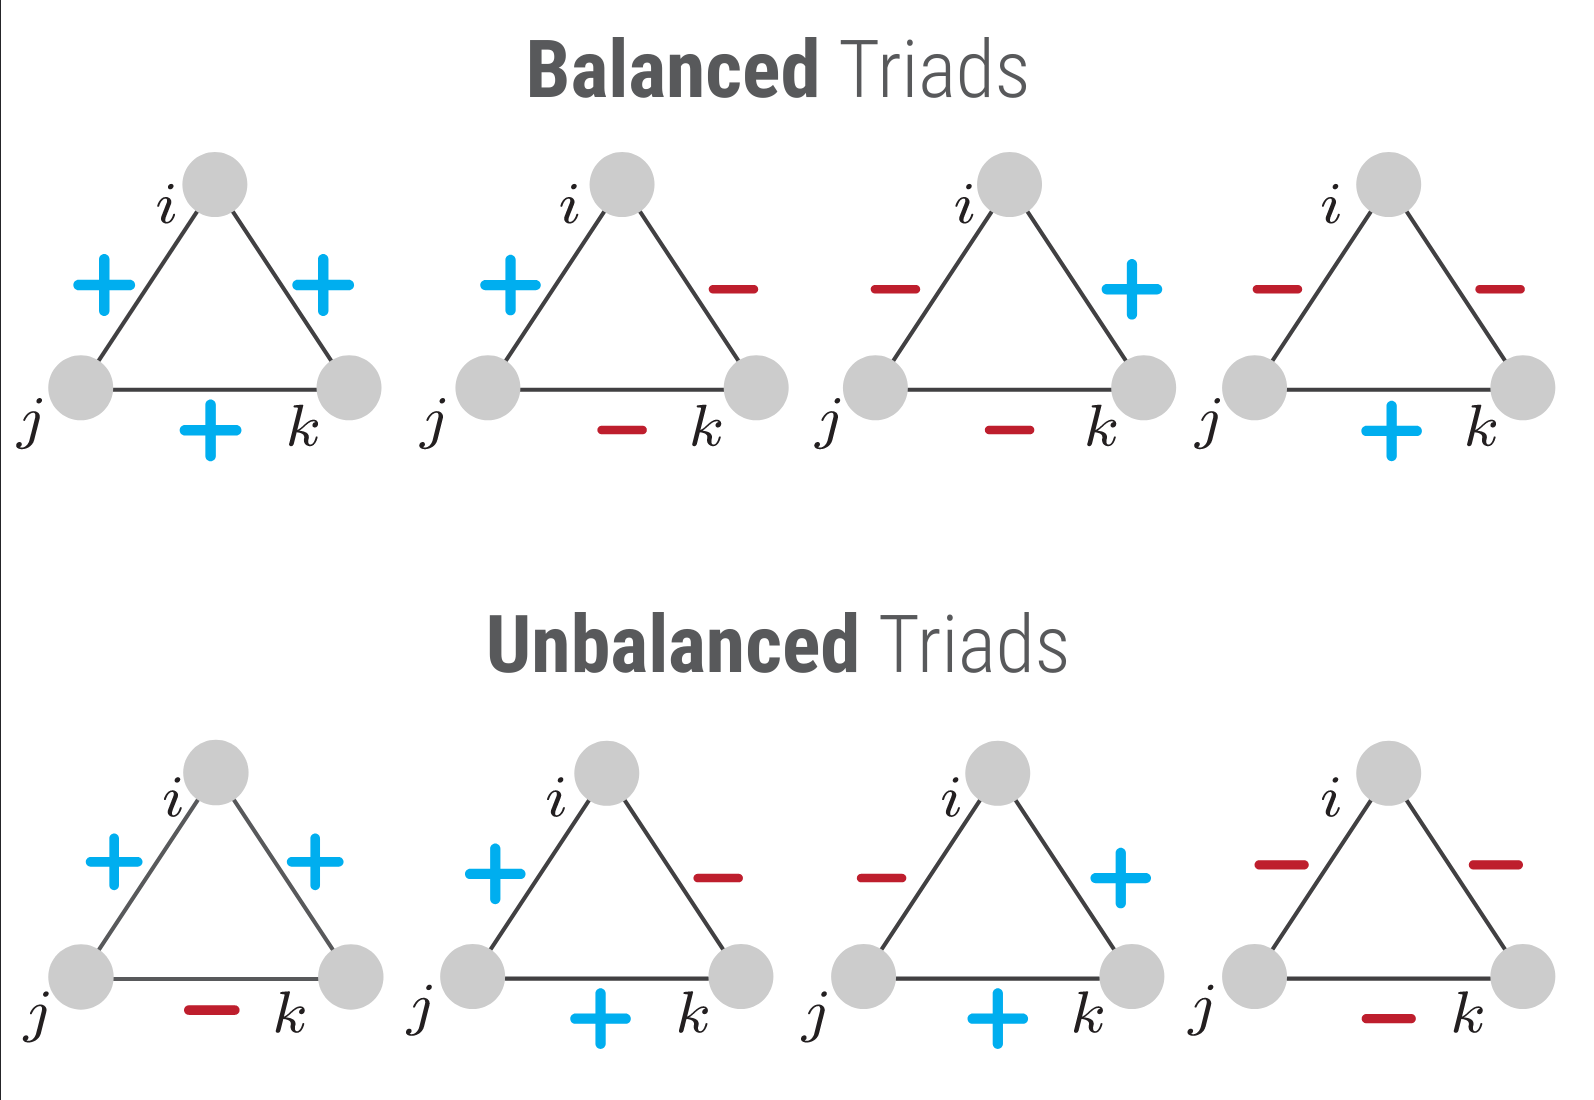 Balanced Triads
i i i i
+ + + − − + − −
j k j k j k j k
+ − − +
Unbalanced Triads
i i i i
+ + + − − + − −
j k j k j k j k
− + + −